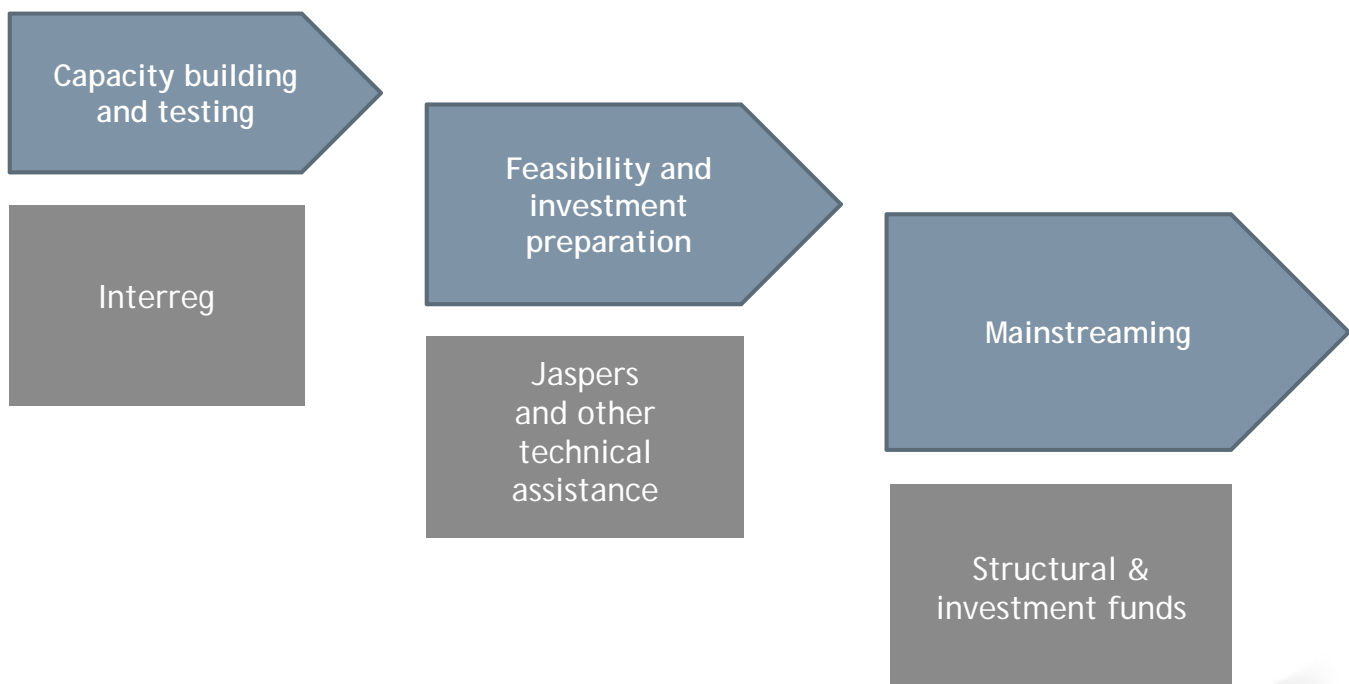 Capacity building
and testing
Interreg
Feasibility and
investment
preparation
Jaspers
and other
technical
assistance
Mainstreaming
Structural &
investment funds